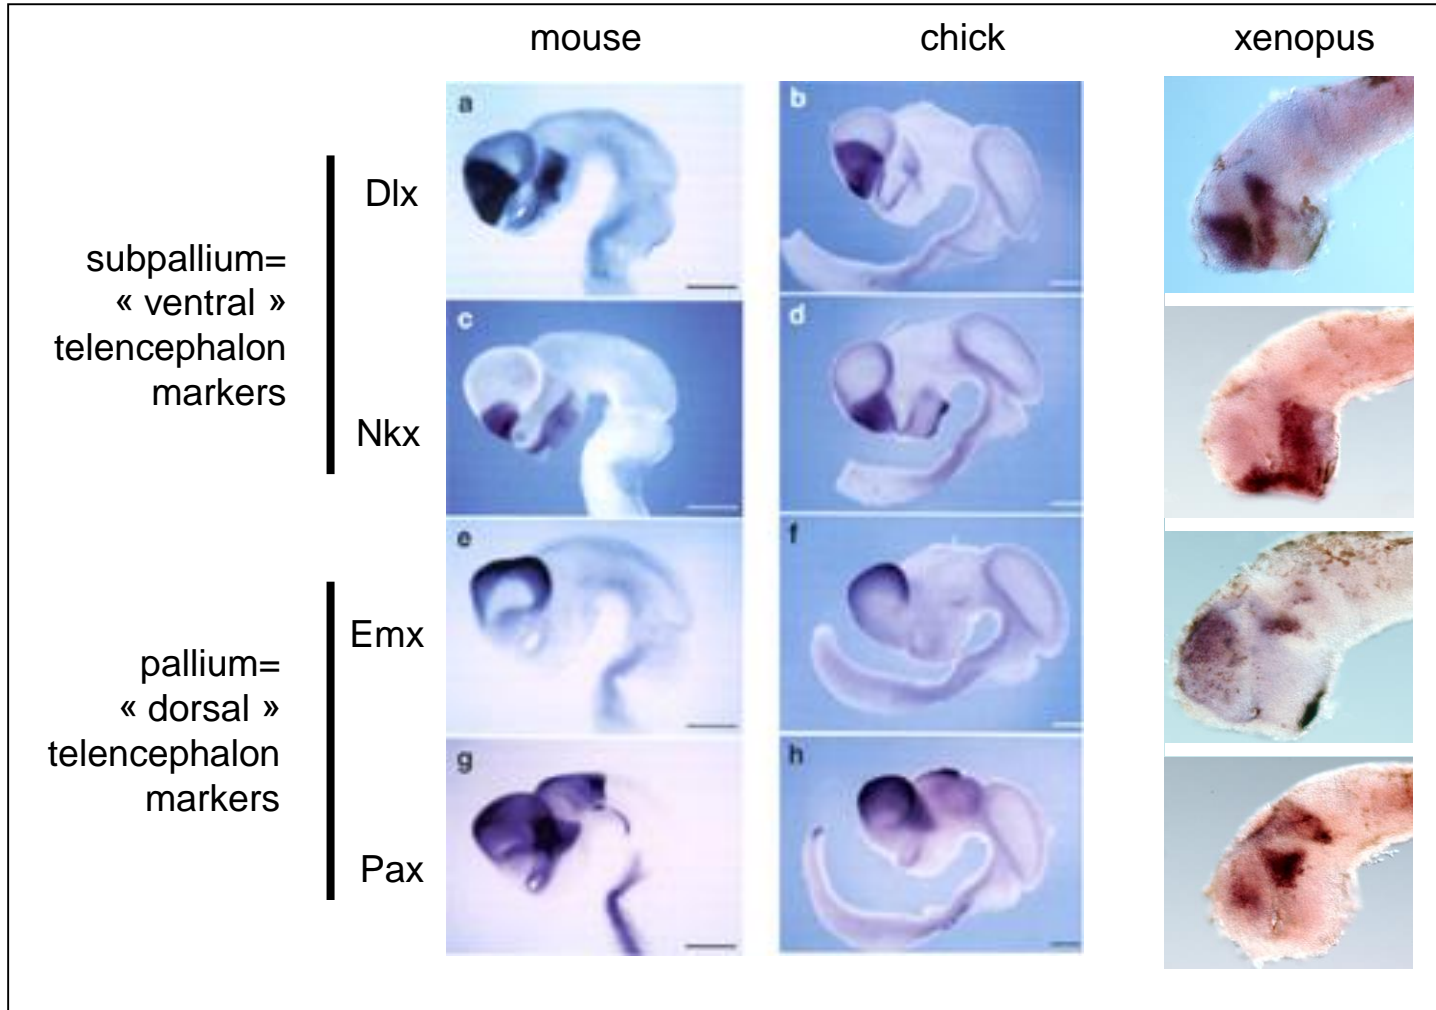 mouse chick xenopus
a
b
Dlx
subpallium=
« ventral »
telencephalon
markers
c
d
Nkx
e
f
Emx
pallium=
« dorsal »
telencephalon
markers
g
h
Pax